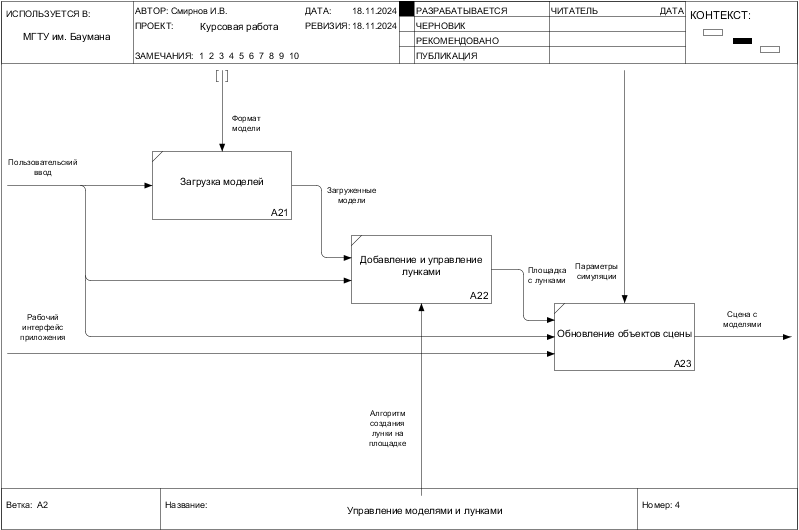 ИСПОЛЬЗУЕТСЯ В:
МГТУ им. Баумана
АВТОР: Смирнов И.В.
ДАТА: 18.11.2024
ПРОЕКТ: Курсовая работа
РЕВИЗИЯ: 18.11.2024
ЗАМЕЧАНИЯ: 1 2 3 4 5 6 7 8 9 10
РАЗРАБАТЫВАЕТСЯ
ЧЕРНОВИК
РЕКОМЕНДОВАНО
ПУБЛИКАЦИЯ
ЧИТАТЕЛЬ
ДАТА
КОНТЕКСТ:
[ ]
Формат
модели
Пользовательский
ввод
Загрузка моделей
A21
Загруженные
модели
Добавление и управление
лунками
A22
Площадка
с лунками
Параметры
симуляции
Рабочий
интерфейс
приложения
Обновление объектов сцены
A23
Сцена с
моделями
Алгоритм
создания
лунки на
площадке
Ветка: A2
Название:
Управление моделями и лунками
Номер: 4